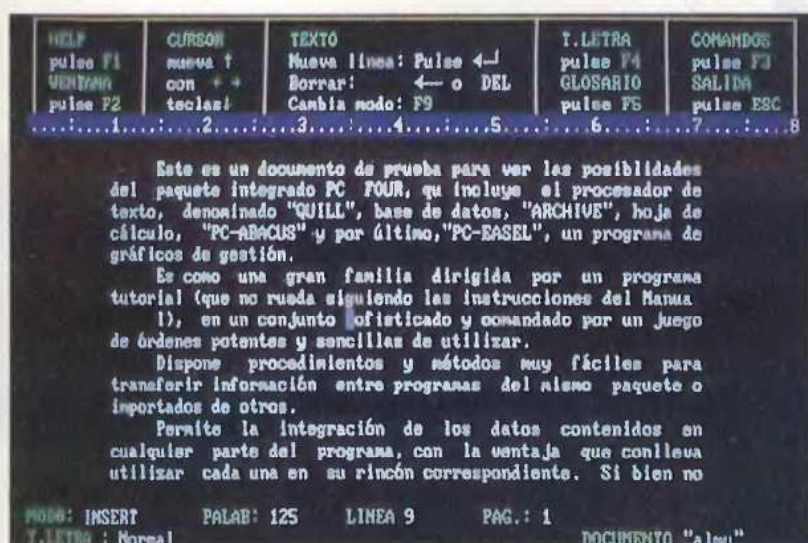 HELP CURSOR TEXTO T.LETRA COMANDOS
pulse F1 mueva ↑ Nueva línea: Pulse ↵ pulse F4 pulse F3
VENTANA con ← → Borrar: ← o DEL GLOSARIO SALIDA
pulse F2 teclas↓ Cambia modo: F9 pulse F5 pulse ESC
....:....1....:....2....:....3....:....4....:....5....:....6....:....7....:....8
Este es un documento de prueba para ver las posiblidades
del paquete integrado PC FOUR, qu incluye el procesador de
texto, denominado "QUILL", base de datos, "ARCHIVE", hoja de
cálculo, "PC-ABACUS" y por último,"PC-EASEL", un programa de
gráficos de gestión.
Es como una gran familia dirigida por un programa
tutorial (que no rueda siguiendo las instrucciones del Manua
l), en un conjunto sofisticado y comandado por un juego
de órdenes potentes y sencillas de utilizar.
Dispone procedimientos y métodos muy fáciles para
transferir información entre programas del mismo paquete o
importados de otros.
Permite la integración de los datos contenidos en
cualquier parte del programa, con la ventaja que conlleva
utilizar cada una en su rincón correspondiente. Si bien no
MODO: INSERT PALAB: 125 LINEA 9 PAG.: 1
T.LETRA : Normal DOCUMENTO